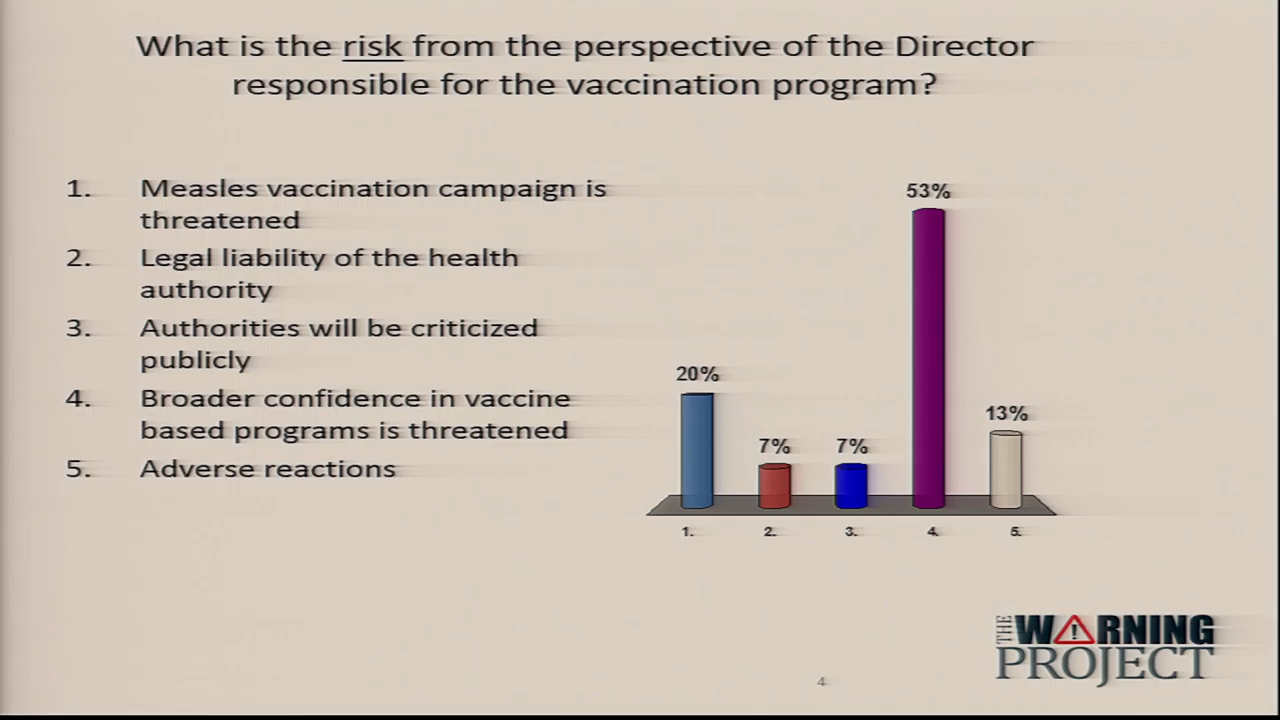 What is the risk from the perspective of the Director
responsible for the vaccination program?
1. Measles vaccination campaign is
threatened
2. Legal liability of the health
authority
3. Authorities will be criticized
publicly
4. Broader confidence in vaccine
based programs is threatened
5. Adverse reactions
53%
20%
13%
7%
7%
1.
2.
3.
4.
5.
THE WARNING
PROJECT
4